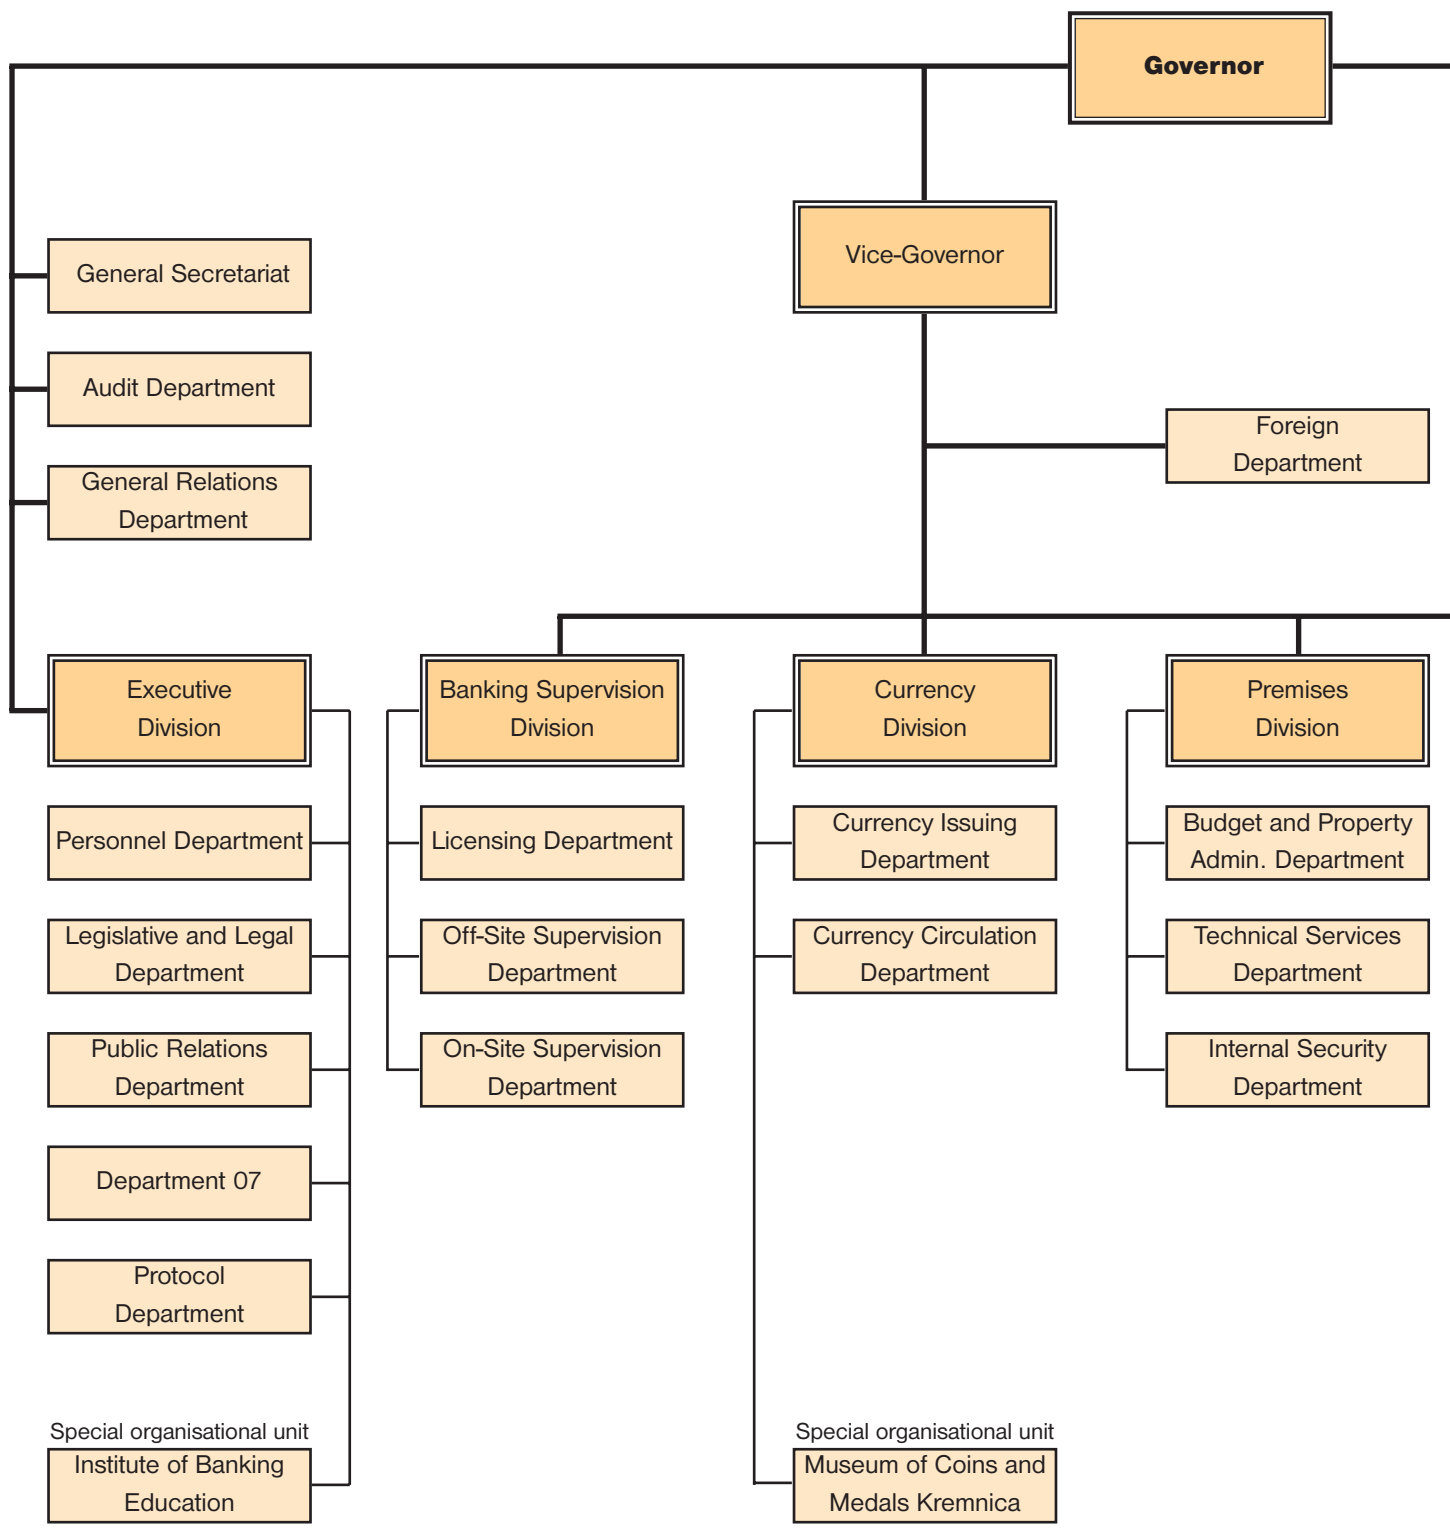 Governor
Vice-Governor
General Secretariat
Audit Department
General Relations
Department
Foreign
Department
Executive
Division
Personnel Department
Legislative and Legal
Department
Public Relations
Department
Department 07
Protocol
Department
Special organisational unit
Institute of Banking
Education
Banking Supervision
Division
Licensing Department
Off-Site Supervision
Department
On-Site Supervision
Department
Currency
Division
Currency Issuing
Department
Currency Circulation
Department
Special organisational unit
Museum of Coins and
Medals Kremnica
Premises
Division
Budget and Property
Admin. Department
Technical Services
Department
Internal Security
Department